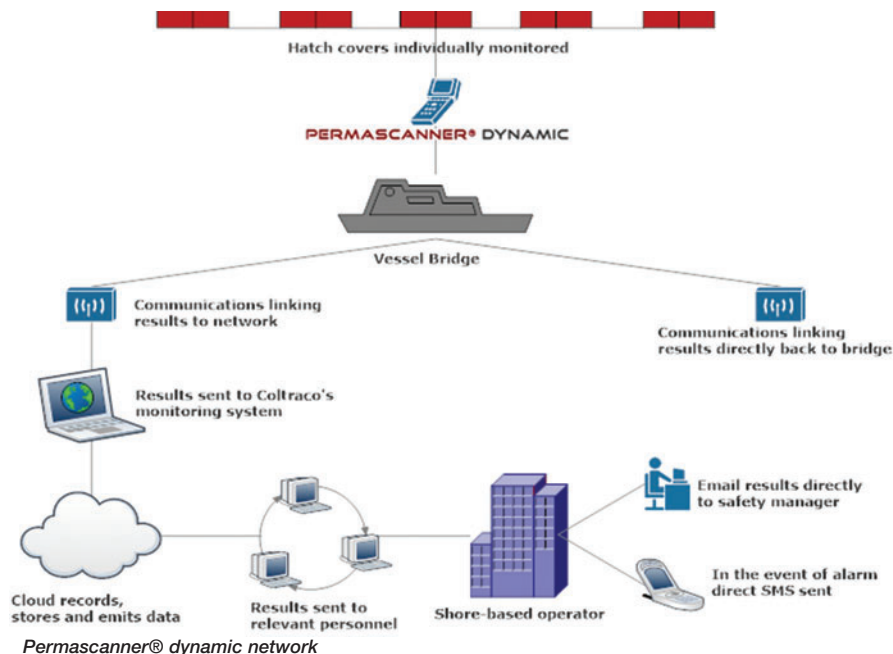 Hatch covers individually monitored
PERMASCANNER® DYNAMIC
Vessel Bridge
Communications linking
results to network
Communications linking
results directly back to bridge
Results sent to Coltraco's
monitoring system
Email results directly
to safety manager
In the event of alarm
direct SMS sent
Cloud records,
stores and emits data
Results sent to
relevant personnel
Shore-based operator
Permascanner® dynamic network